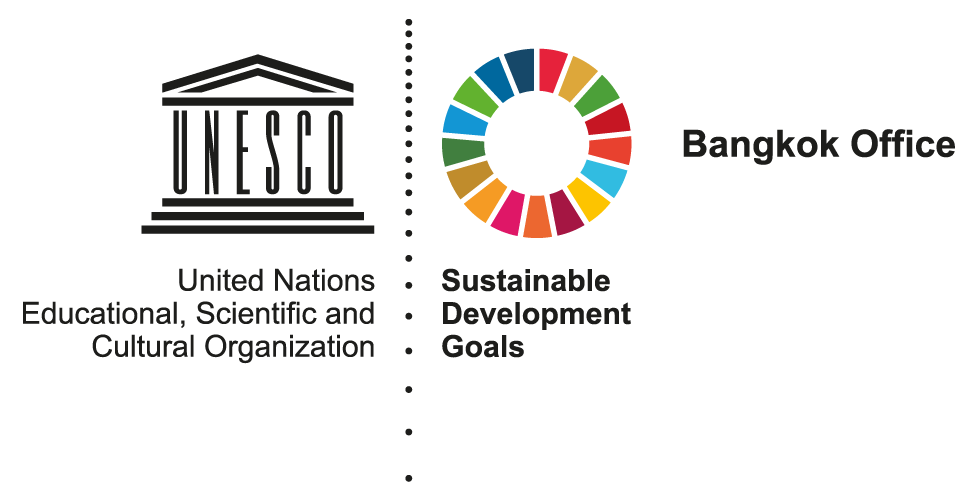 UNESCO
United Nations
Educational, Scientific and
Cultural Organization
Sustainable
Development
Goals
Bangkok Office